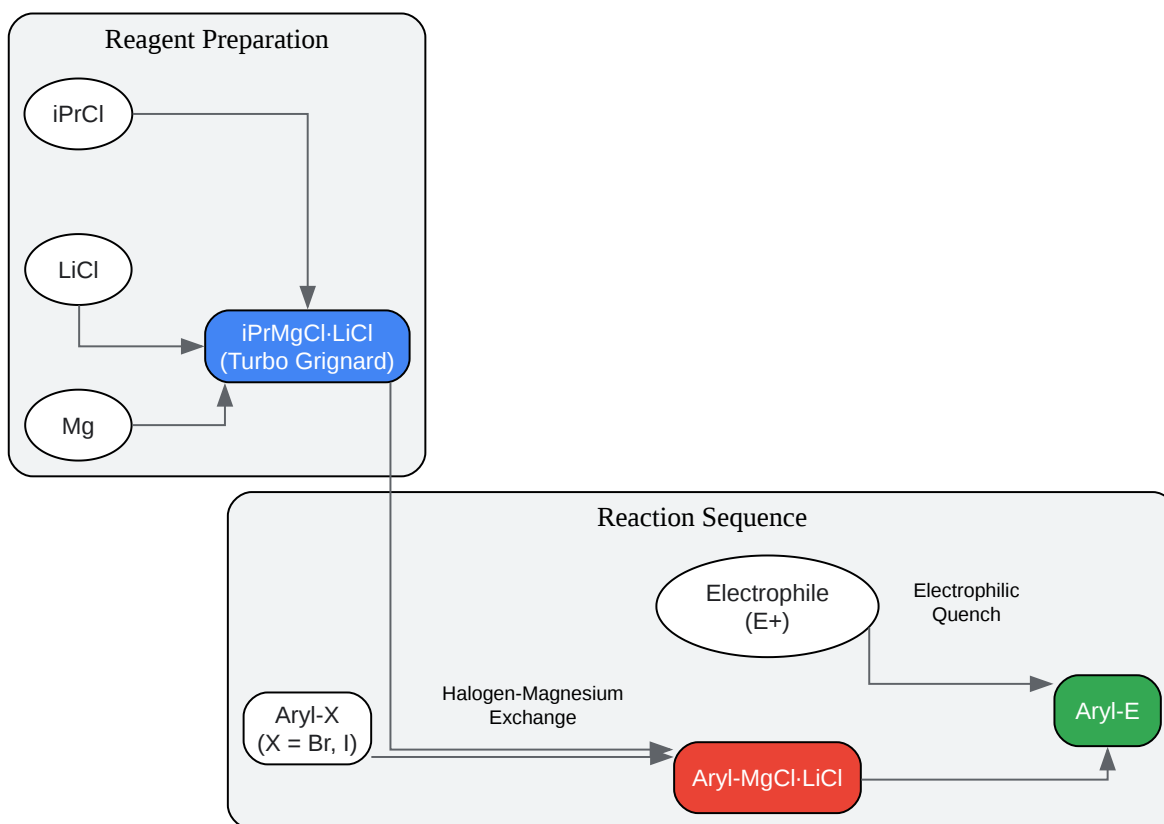 Reagent Preparation
iPrCl
LiCl
iPrMgCl·LiCl
(Turbo Grignard)
Mg
Reaction Sequence
Electrophile
(E+)
Electrophilic
Quench
Aryl-X
(X = Br, I)
Halogen-Magnesium
Exchange
Aryl-MgCl·LiCl
Aryl-E